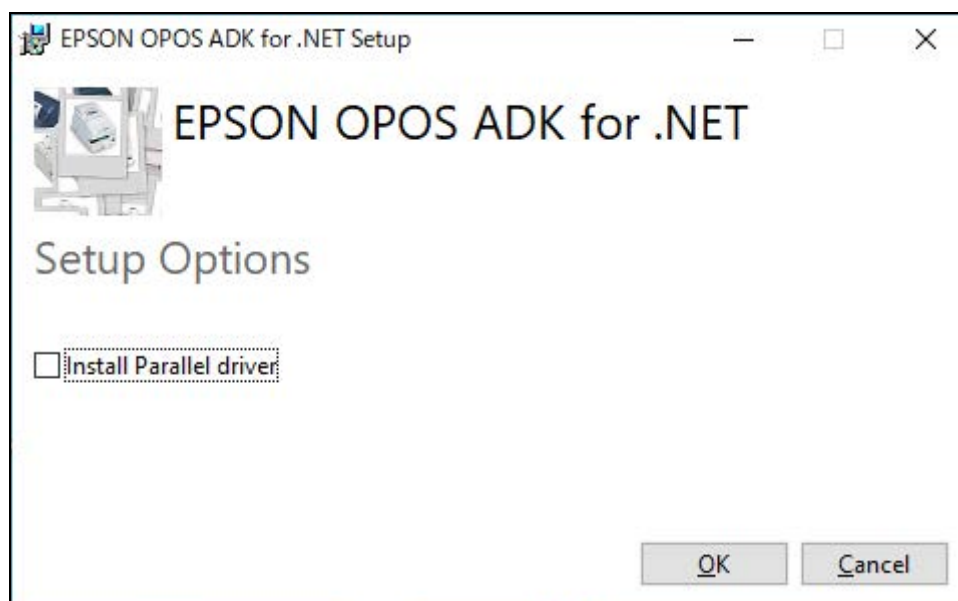 EPSON OPOS ADK for .NET Setup
EPSON OPOS ADK for .NET
Setup Options
Install Parallel driver
OK Cancel